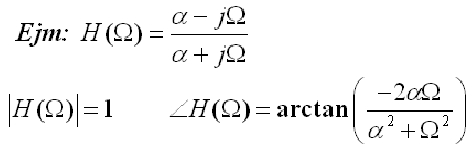 Ejm: H(Ω) = (α − jΩ)/(α + jΩ)
|H(Ω)| = 1 ∠H(Ω) = arctan(−2αΩ/(α² + Ω²))